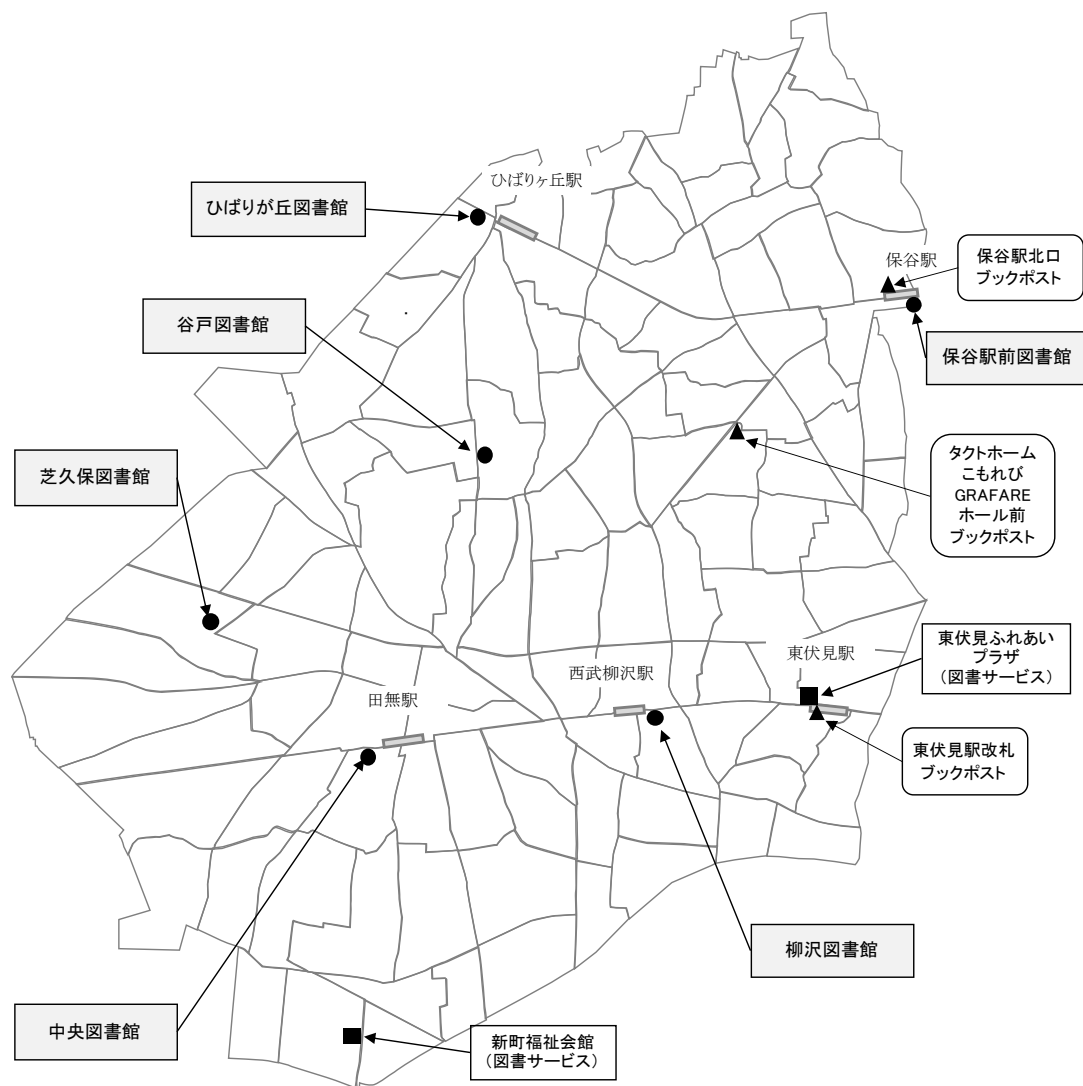 ひばりヶ丘駅
ひばりが丘図書館
保谷駅
保谷駅北口
ブックポスト
谷戸図書館
保谷駅前図書館
芝久保図書館
タクトホーム
こもれび
GRAFARE
ホール前
ブックポスト
東伏見ふれあい
プラザ
（図書サービス）
東伏見駅
西武柳沢駅
田無駅
東伏見駅改札
ブックポスト
柳沢図書館
中央図書館
新町福祉会館
（図書サービス）